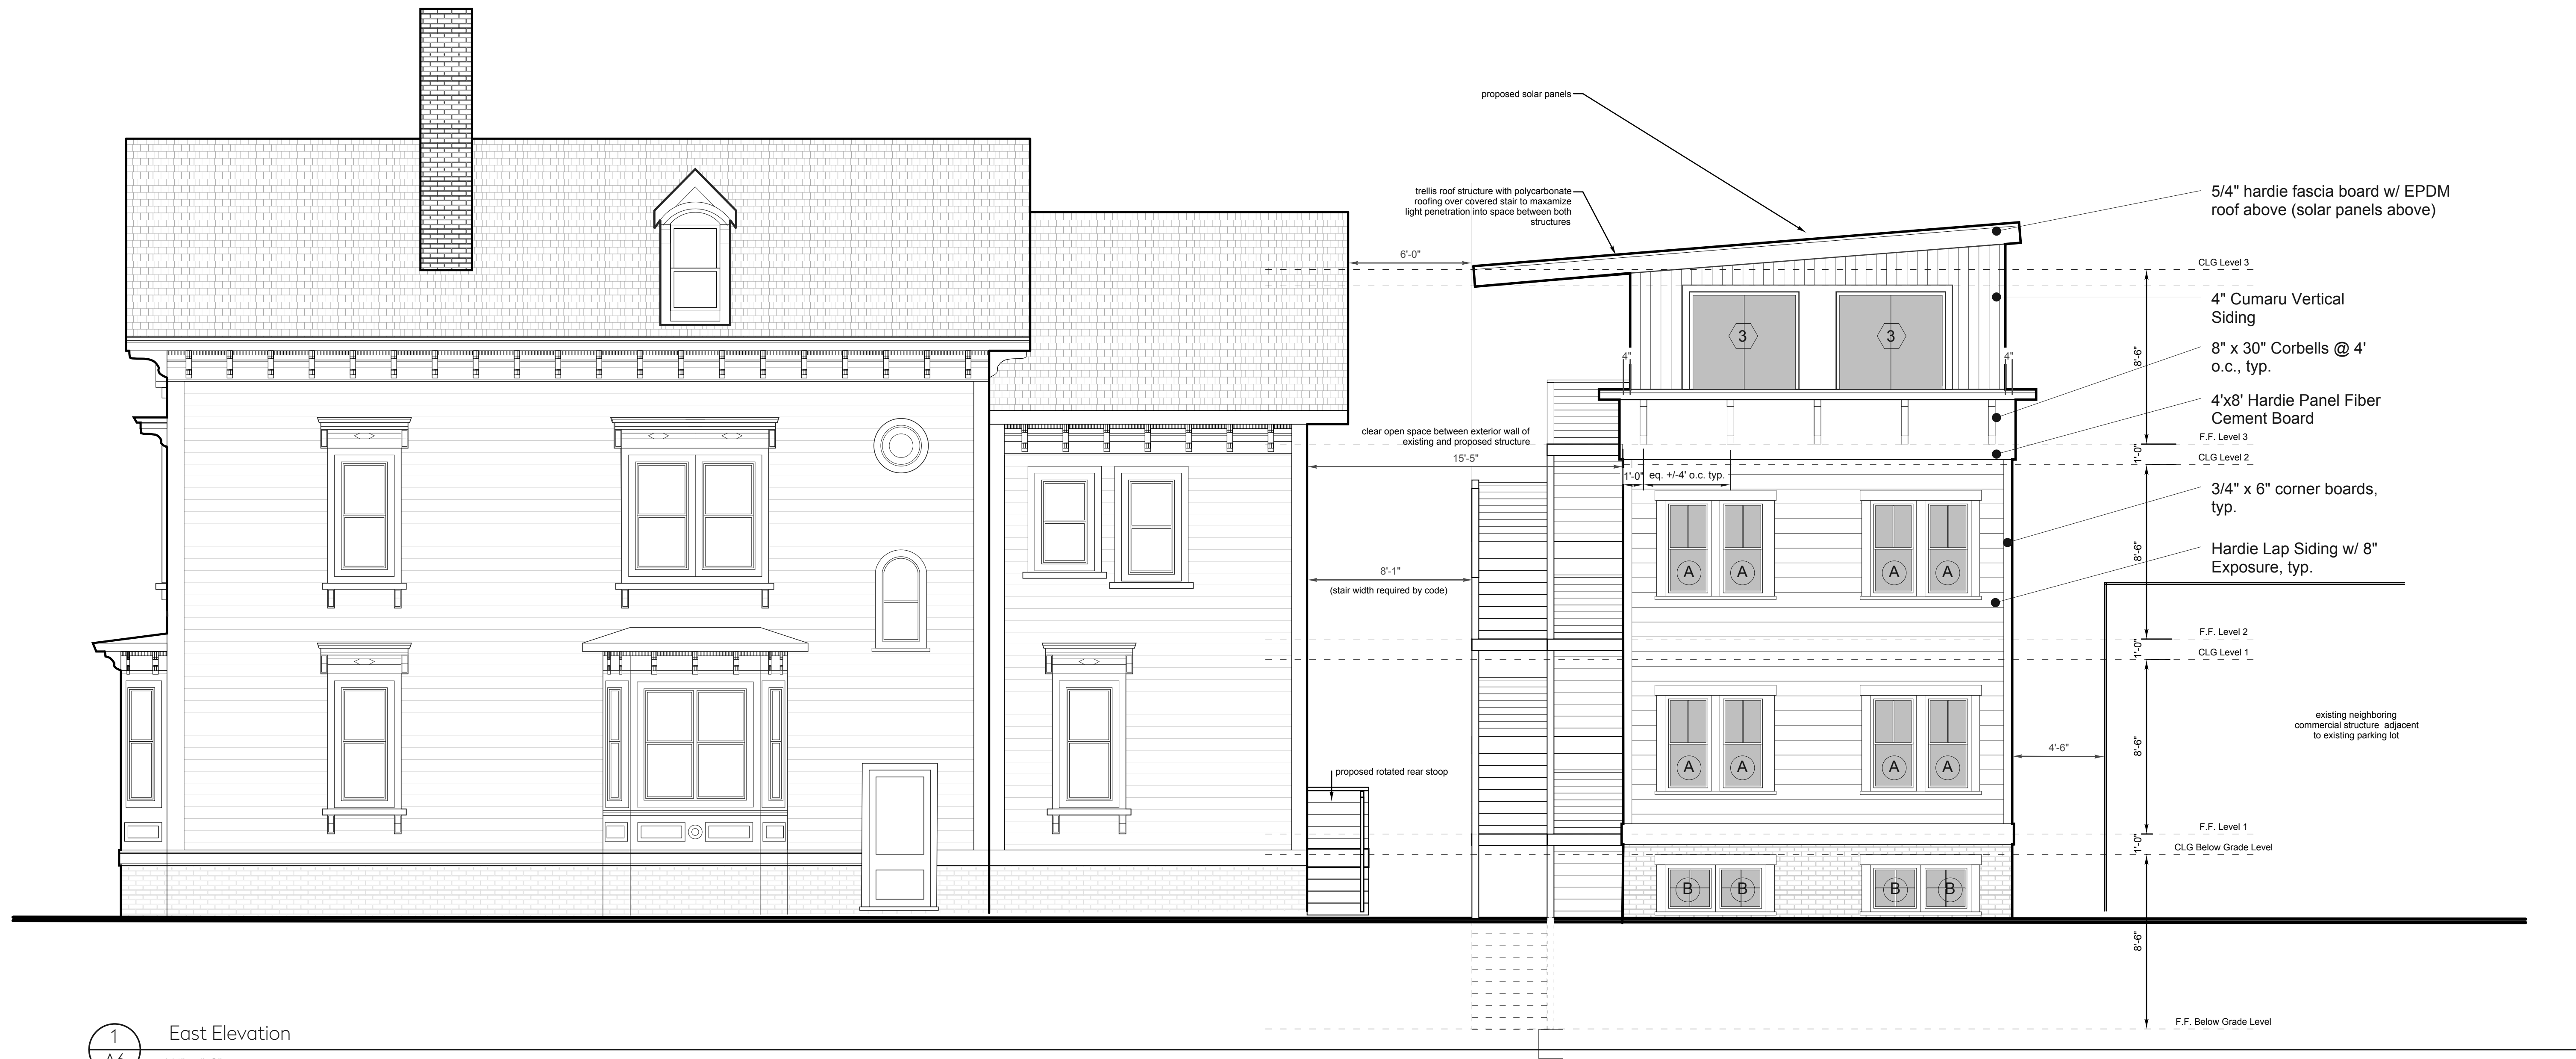 proposed solar panels
trellis roof structure with polycarbonate
roofing over covered stair to maxamize
light penetration into space between both
structures
6'-0"
5/4" hardie fascia board w/ EPDM
roof above (solar panels above)
CLG Level 3
4" Cumaru Vertical
Siding
3
3
4"
4"
8'-6"
8" x 30" Corbells @ 4'
o.c., typ.
4'x8' Hardie Panel Fiber
Cement Board
clear open space between exterior wall of
existing and proposed structure
15'-5"
F.F. Level 3
1'-0"
CLG Level 2
1'-0"
eq. +/-4' o.c. typ.
3/4" x 6" corner boards,
typ.
8'-6"
Hardie Lap Siding w/ 8"
Exposure, typ.
A
A
A
A
8'-1"
(stair width required by code)
F.F. Level 2
1'-0"
CLG Level 1
existing neighboring
commercial structure adjacent
to existing parking lot
8'-6"
4'-6"
A
A
A
A
proposed rotated rear stoop
F.F. Level 1
1'-0"
CLG Below Grade Level
B
B
B
B
8'-6"
F.F. Below Grade Level
1
East Elevation